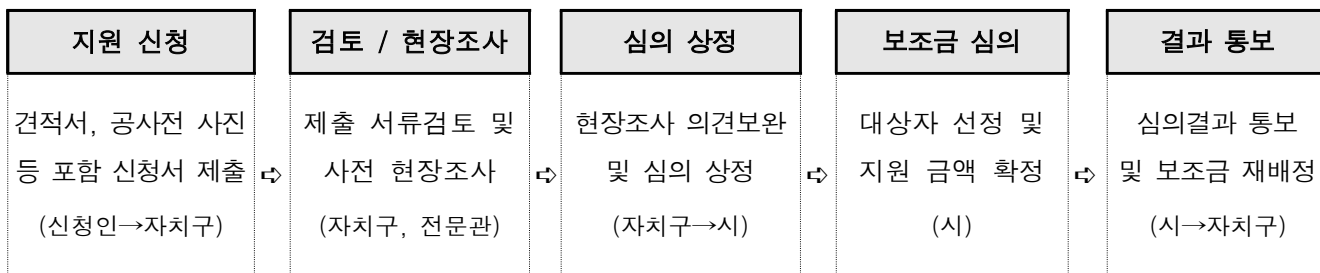 지원 신청
견적서, 공사전 사진
등 포함 신청서 제출
(신청인→자치구)
➪
검토 / 현장조사
제출 서류검토 및
사전 현장조사
(자치구, 전문관)
➪
심의 상정
현장조사 의견보완
및 심의 상정
(자치구→시)
➪
보조금 심의
대상자 선정 및
지원 금액 확정
(시)
➪
결과 통보
심의결과 통보
및 보조금 재배정
(시→자치구)